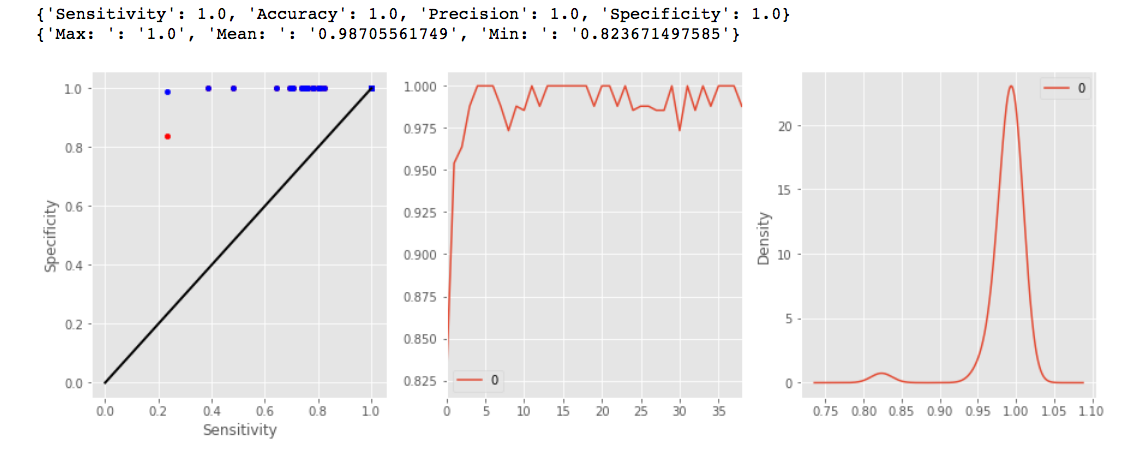 {'Sensitivity': 1.0, 'Accuracy': 1.0, 'Precision': 1.0, 'Specificity': 1.0}
{'Max: ': '1.0', 'Mean: ': '0.98705561749', 'Min: ': '0.823671497585'}
1.0
0.8
0.6
0.4
0.2
0.0
Specificity
0.0 0.2 0.4 0.6 0.8 1.0
Sensitivity
1.000
0.975
0.950
0.925
0.900
0.875
0.850
0.825
0
0 5 10 15 20 25 30 35
0
20
15
10
5
0
Density
0.75 0.80 0.85 0.90 0.95 1.00 1.05 1.10